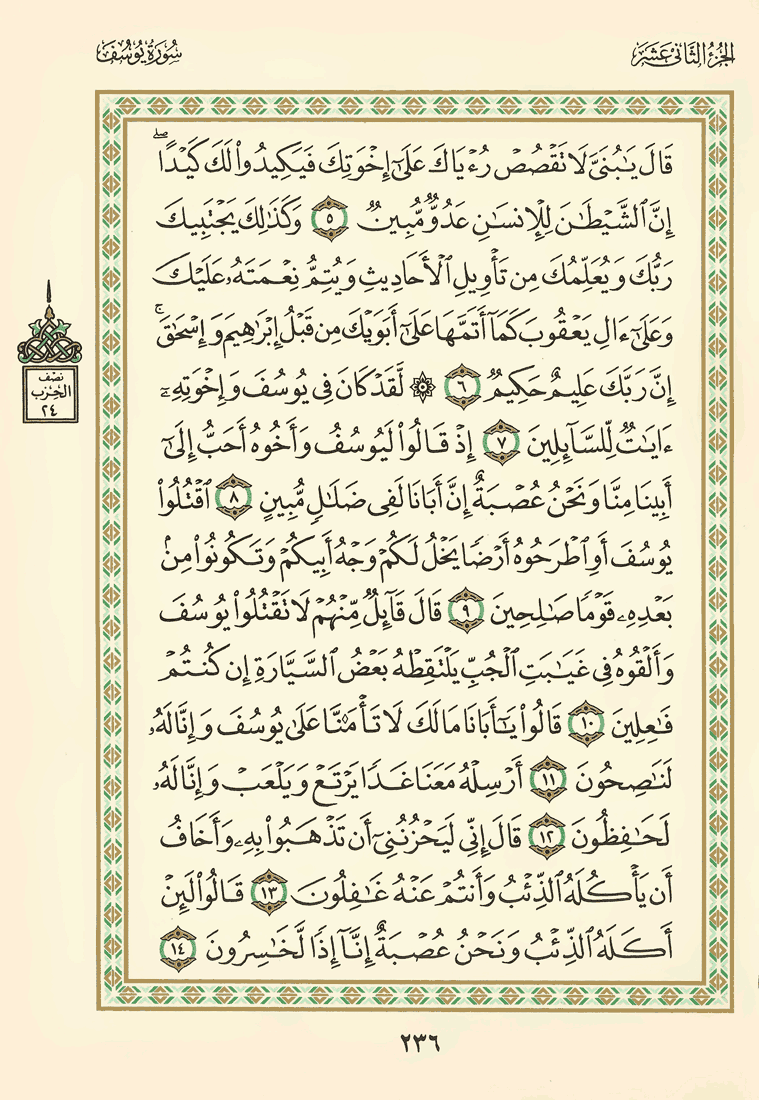 الجزء الثاني عشر
سورة يوسف
قَالَ يَٰبُنَيَّ لَا تَقۡصُصۡ رُءۡيَاكَ عَلَىٰٓ إِخۡوَتِكَ فَيَكِيدُواْ لَكَ كَيۡدًاۖ
إِنَّ ٱلشَّيۡطَٰنَ لِلۡإِنسَٰنِ عَدُوّٞ مُّبِينٞ ٥ وَكَذَٰلِكَ يَجۡتَبِيكَ
رَبُّكَ وَيُعَلِّمُكَ مِن تَأۡوِيلِ ٱلۡأَحَادِيثِ وَيُتِمُّ نِعۡمَتَهُۥ عَلَيۡكَ
وَعَلَىٰٓ ءَالِ يَعۡقُوبَ كَمَآ أَتَمَّهَا عَلَىٰٓ أَبَوَيۡكَ مِن قَبۡلُ إِبۡرَٰهِيمَ وَإِسۡحَٰقَۚ
إِنَّ رَبَّكَ عَلِيمٌ حَكِيمٞ ٦ ۞ لَّقَدۡ كَانَ فِي يُوسُفَ وَإِخۡوَتِهِۦٓ
ءَايَٰتٞ لِّلسَّآئِلِينَ ٧ إِذۡ قَالُواْ لَيُوسُفُ وَأَخُوهُ أَحَبُّ إِلَىٰٓ
أَبِينَا مِنَّا وَنَحۡنُ عُصۡبَةٌ إِنَّ أَبَانَا لَفِي ضَلَٰلٖ مُّبِينٍ ٨ ٱقۡتُلُواْ
يُوسُفَ أَوِ ٱطۡرَحُوهُ أَرۡضٗا يَخۡلُ لَكُمۡ وَجۡهُ أَبِيكُمۡ وَتَكُونُواْ مِنۢ
بَعۡدِهِۦ قَوۡمٗا صَٰلِحِينَ ٩ قَالَ قَآئِلٞ مِّنۡهُمۡ لَا تَقۡتُلُواْ يُوسُفَ
وَأَلۡقُوهُ فِي غَيَٰبَتِ ٱلۡجُبِّ يَلۡتَقِطۡهُ بَعۡضُ ٱلسَّيَّارَةِ إِن كُنتُمۡ
فَٰعِلِينَ ١٠ قَالُواْ يَٰٓأَبَانَا مَا لَكَ لَا تَأۡمَ۬نَّا عَلَىٰ يُوسُفَ وَإِنَّا لَهُۥ
لَنَٰصِحُونَ ١١ أَرۡسِلۡهُ مَعَنَا غَدٗا يَرۡتَعۡ وَيَلۡعَبۡ وَإِنَّا لَهُۥ
لَحَٰفِظُونَ ١٢ قَالَ إِنِّي لَيَحۡزُنُنِيٓ أَن تَذۡهَبُواْ بِهِۦ وَأَخَافُ
أَن يَأۡكُلَهُ ٱلذِّئۡبُ وَأَنتُمۡ عَنۡهُ غَٰفِلُونَ ١٣ قَالُواْ لَئِنۡ
أَكَلَهُ ٱلذِّئۡبُ وَنَحۡنُ عُصۡبَةٌ إِنَّآ إِذٗا لَّخَٰسِرُونَ ١٤
نصف
الحزب
٢٤
٢٣٦